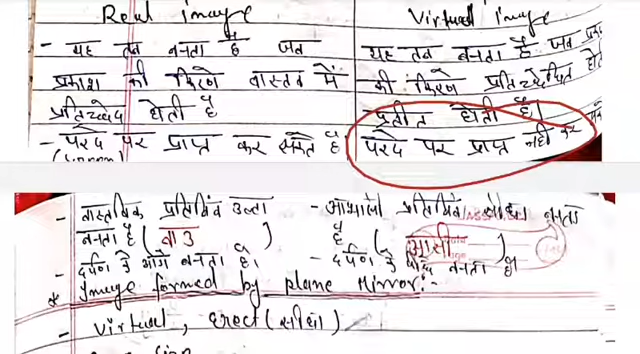 Real image
Virtual image
- यह तब बनता है जब
प्रकाश की किरणे वास्तव में
प्रतिच्छेद होती है
- पर्दे पर प्राप्त कर सकते है
यह तब बनता है जब
की किरणे प्रतिच्छेदित
प्रतीत होती है।
पर्दे पर प्राप्त नही कर
- वास्तविक प्रतिबिंब उल्टा
बनता है (वाउ)
- दर्पण के आगे बनता है।
- आभासी प्रतिबिंब सीधा बनता
है (आसी)
- दर्पण के पीछे बनता है।
* Image formed by plane Mirror:-
- Virtual, erect (सीधा)